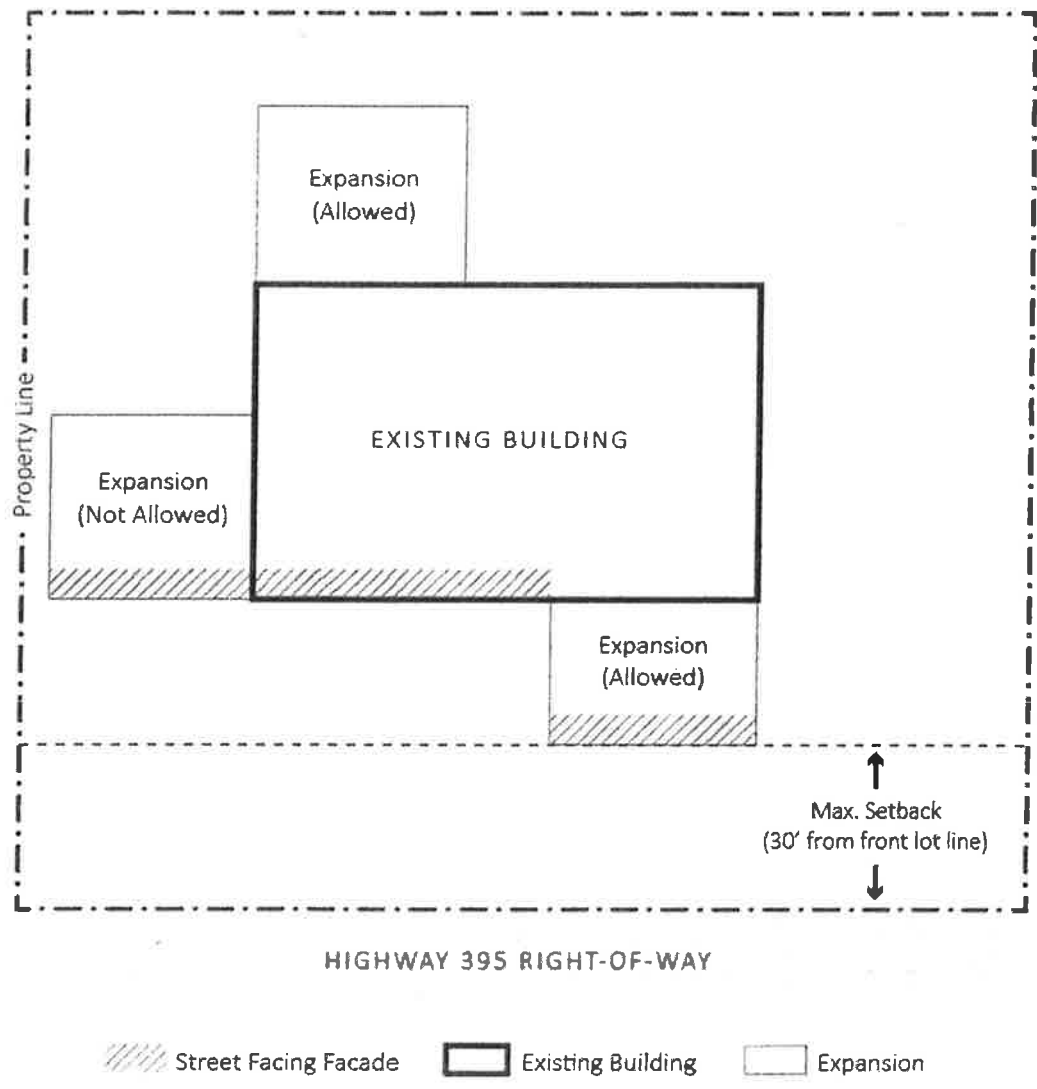 Expansion
(Allowed)
Property Line
EXISTING BUILDING
Expansion
(Not Allowed)
Expansion
(Allowed)
Max. Setback
(30' from front lot line)
HIGHWAY 395 RIGHT-OF-WAY
Street Facing Facade
Existing Building
Expansion